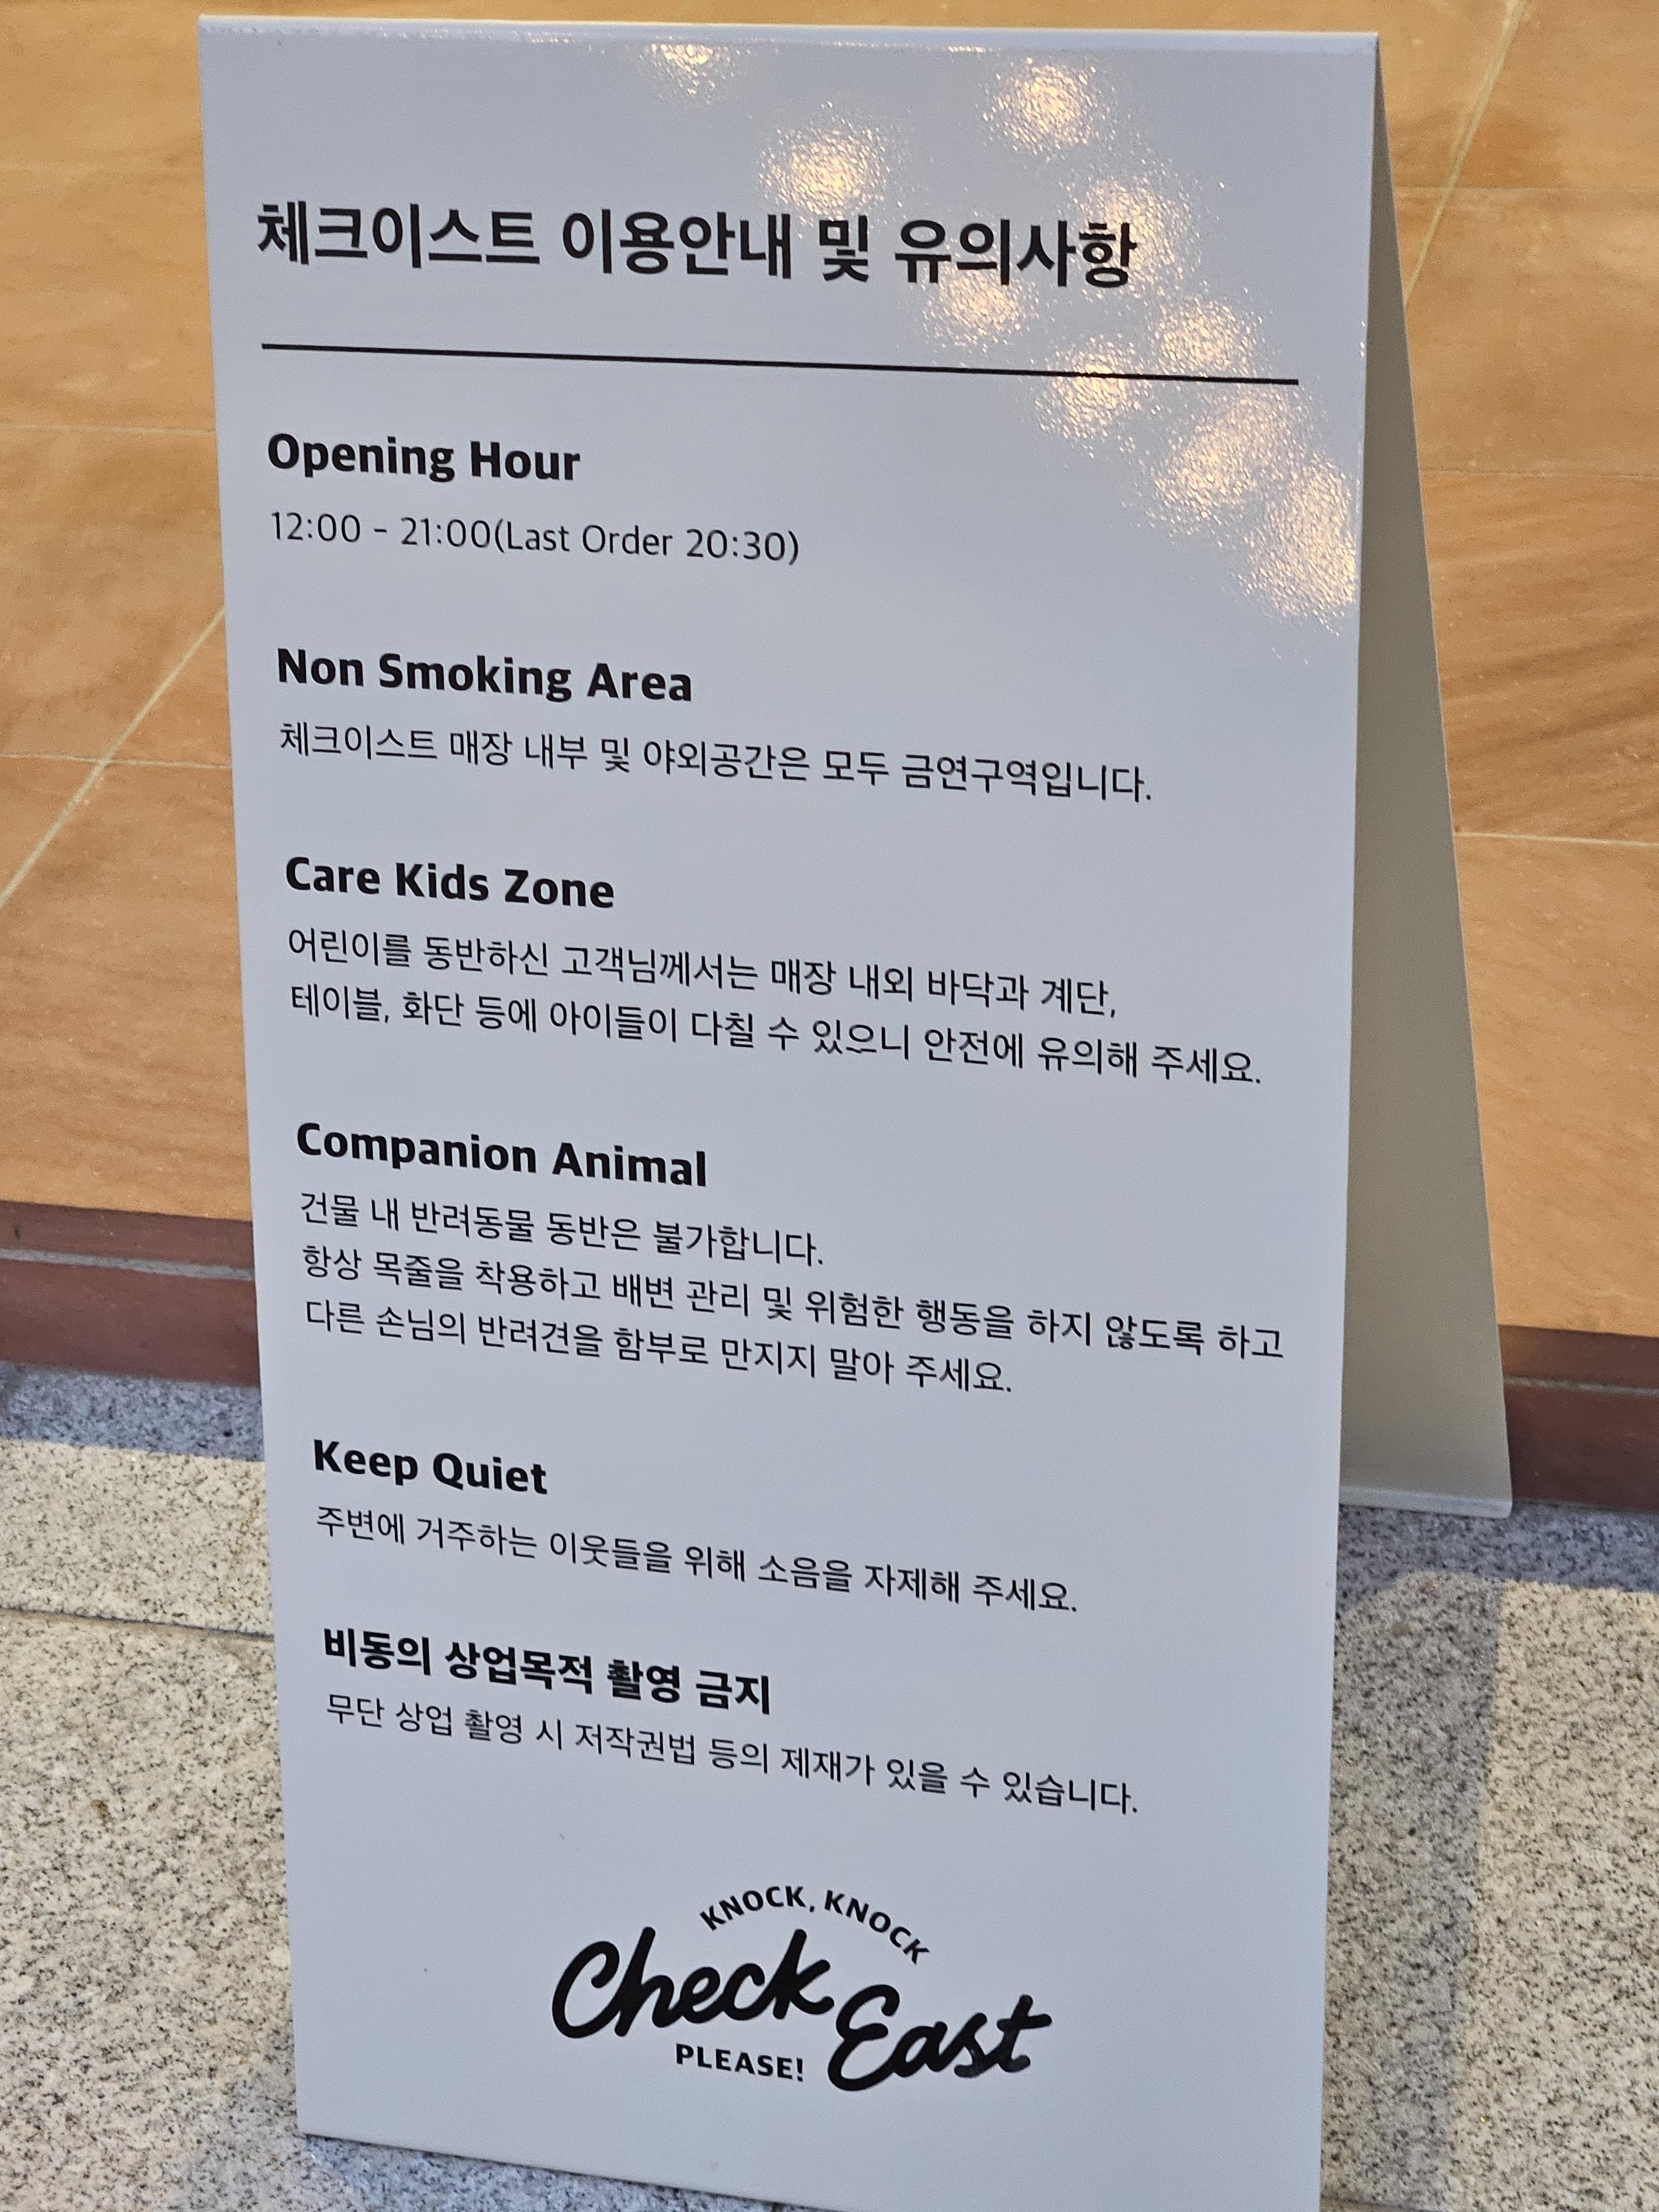 체크이스트 이용안내 및 유의사항
Opening Hour
12:00 - 21:00(Last Order 20:30)
Non Smoking Area
체크이스트 매장 내부 및 야외공간은 모두 금연구역입니다.
Care Kids Zone
어린이를 동반하신 고객님께서는 매장 내외 바닥과 계단,
테이블, 화단 등에 아이들이 다칠 수 있으니 안전에 유의해 주세요.
Companion Animal
건물 내 반려동물 동반은 불가합니다.
항상 목줄을 착용하고 배변 관리 및 위험한 행동을 하지 않도록 하고
다른 손님의 반려견을 함부로 만지지 말아 주세요.
Keep Quiet
주변에 거주하는 이웃들을 위해 소음을 자제해 주세요.
비동의 상업목적 촬영 금지
무단 상업 촬영 시 저작권법 등의 제재가 있을 수 있습니다.
KNOCK, KNOCK
Check
East
PLEASE!